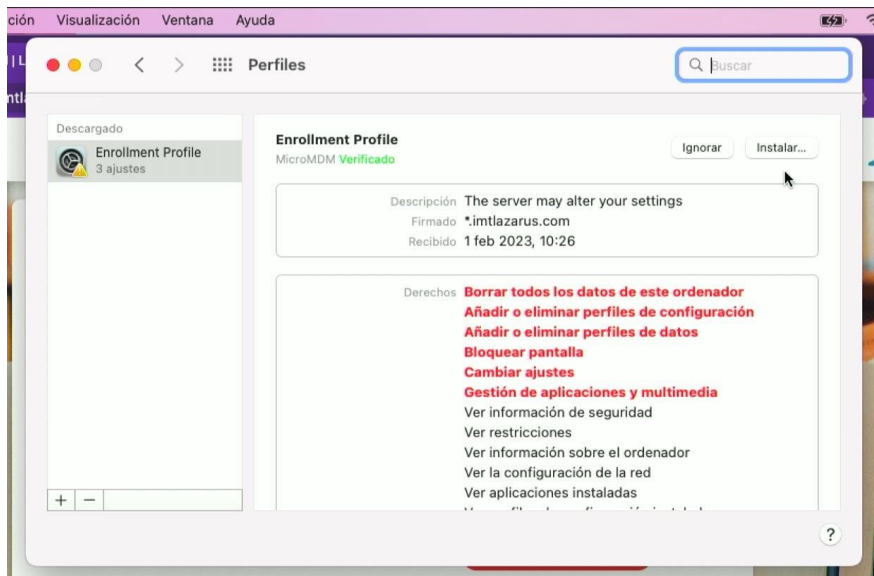 ción Visualización Ventana Ayuda
Perfiles
Buscar
Descargado
Enrollment Profile
3 ajustes
Enrollment Profile
MicroMDM Verificado
Ignorar Instalar...
Descripción The server may alter your settings
Firmado *.imtlazarus.com
Recibido 1 feb 2023, 10:26
Derechos Borrar todos los datos de este ordenador
Añadir o eliminar perfiles de configuración
Añadir o eliminar perfiles de datos
Bloquear pantalla
Cambiar ajustes
Gestión de aplicaciones y multimedia
Ver información de seguridad
Ver restricciones
Ver información sobre el ordenador
Ver la configuración de la red
Ver aplicaciones instaladas
?